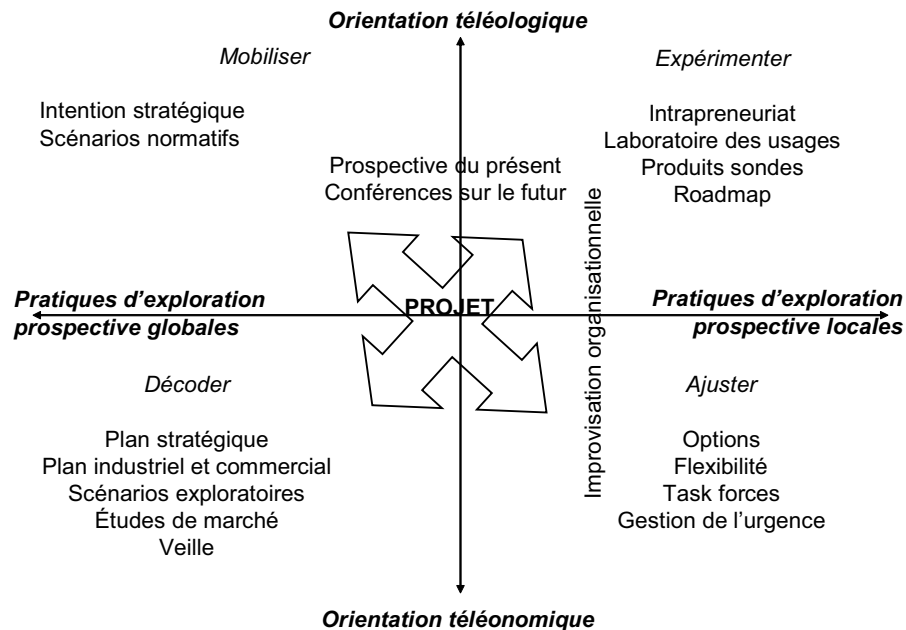 Orientation téléologique
Mobiliser
Expérimenter
Intention stratégique
Scénarios normatifs
Intrapreneuriat
Laboratoire des usages
Produits sondes
Roadmap
Prospective du présent
Conférences sur le futur
Improvisation organisationnelle
Pratiques d'exploration
prospective globales
PROJET
Pratiques d'exploration
prospective locales
Décoder
Ajuster
Plan stratégique
Plan industriel et commercial
Scénarios exploratoires
Études de marché
Veille
Options
Flexibilité
Task forces
Gestion de l'urgence
Orientation téléonomique